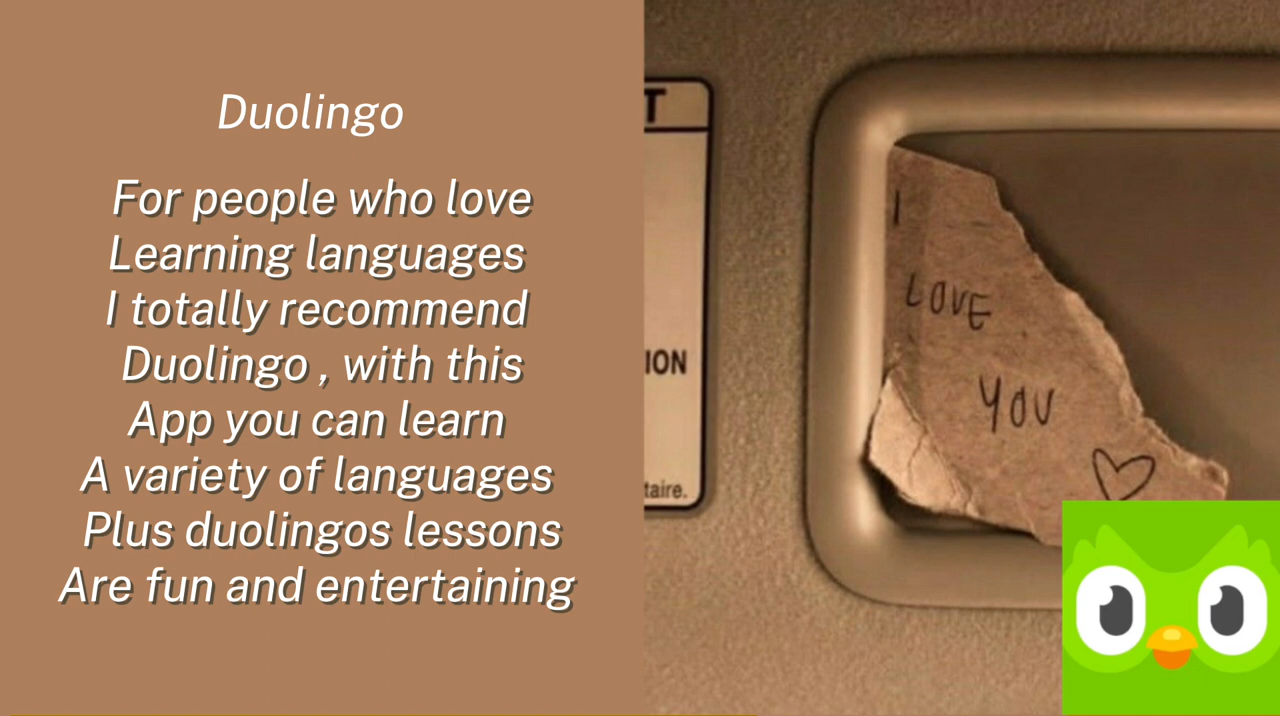 Duolingo
For people who love
Learning languages
I totally recommend
Duolingo , with this
App you can learn
A variety of languages
Plus duolingos lessons
Are fun and entertaining
T
ION
taire.
I
LOVE
YOU